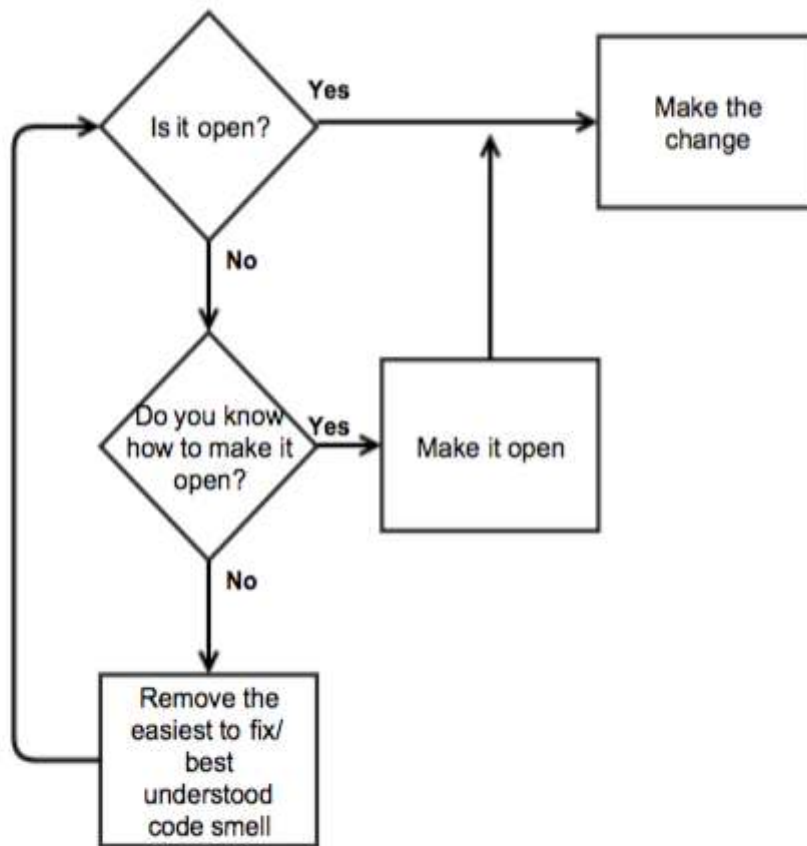 Is it open?
Yes
Make the
change
No
Do you know
how to make it
open?
Yes
Make it open
No
Remove the
easiest to fix/
best
understood
code smell